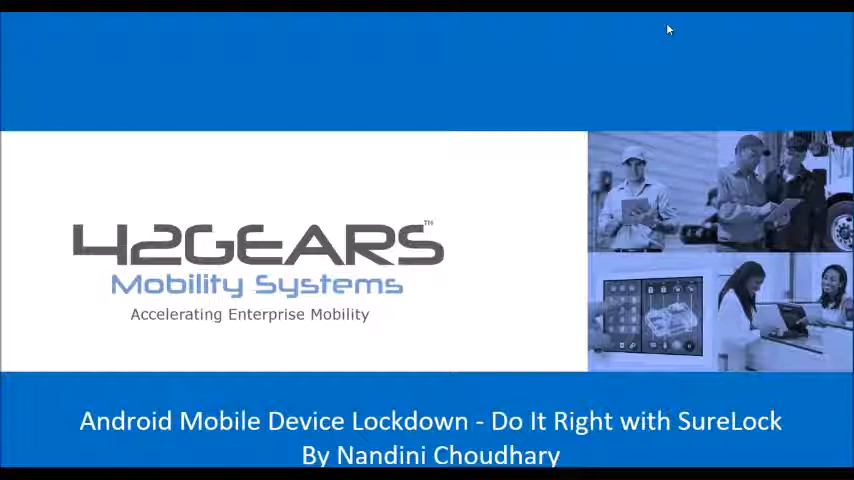 42GEARS™
Mobility Systems
Accelerating Enterprise Mobility
Android Mobile Device Lockdown - Do It Right with SureLock
By Nandini Choudhary